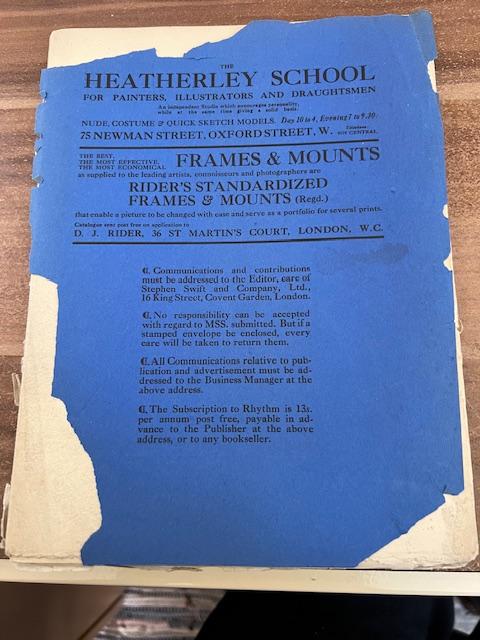 THE
HEATHERLEY SCHOOL
FOR PAINTERS, ILLUSTRATORS AND DRAUGHTSMEN
An independent Studio which encourages personality,
while at the same time giving a solid basis.
NUDE, COSTUME & QUICK SKETCH MODELS. Day 10 to 4, Evening 7 to 9.30.
75 NEWMAN STREET, OXFORD STREET, W. Telephone: CENTRAL.
THE BEST,
THE MOST EFFECTIVE,
THE MOST ECONOMICAL
FRAMES & MOUNTS
as supplied to the leading artists, connoisseurs and photographers are
RIDER'S STANDARDIZED
FRAMES & MOUNTS (Regd.)
that enable a picture to be changed with ease and serve as a portfolio for several prints.
Catalogue sent post free on application to
D. J. RIDER, 36 ST MARTIN'S COURT, LONDON, W.C.
₵. Communications and contributions
must be addressed to the Editor, care of
Stephen Swift and Company, Ltd.,
16 King Street, Covent Garden, London.
₵. No responsibility can be accepted
with regard to MSS. submitted. But if a
stamped envelope be enclosed, every
care will be taken to return them.
₵. All Communications relative to pub-
lication and advertisement must be ad-
dressed to the Business Manager at the
above address.
₵. The Subscription to Rhythm is 13s.
per annum post free, payable in ad-
vance to the Publisher at the above
address, or to any bookseller.